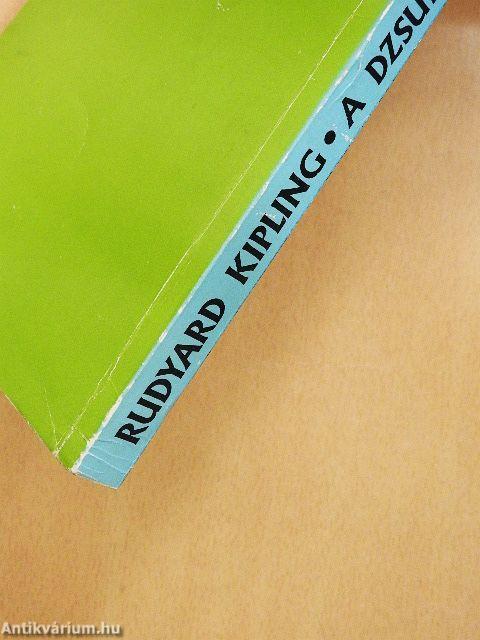 RUDYARD KIPLING • A DZSU
Antikvárium.hu